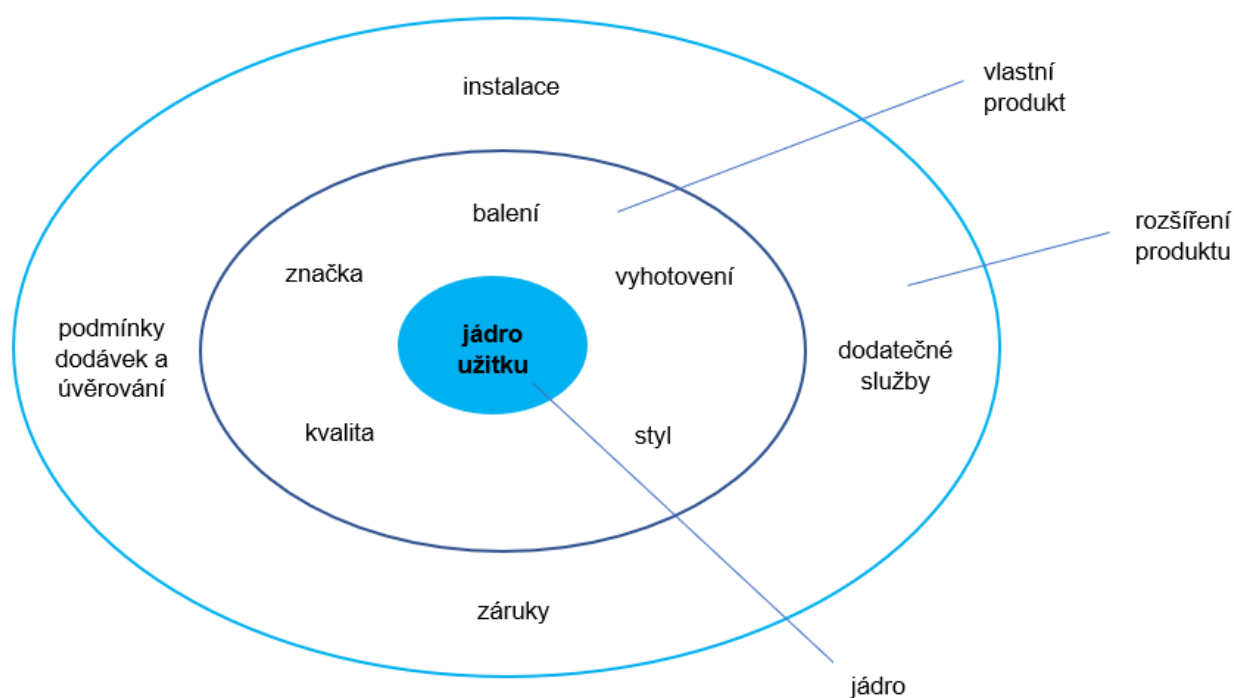 instalace
vlastní
produkt
balení
rozšíření
produktu
značka
vyhotovení
podmínky
dodávek a
úvěrování
jádro
užitku
dodatečné
služby
kvalita
styl
záruky
jádro